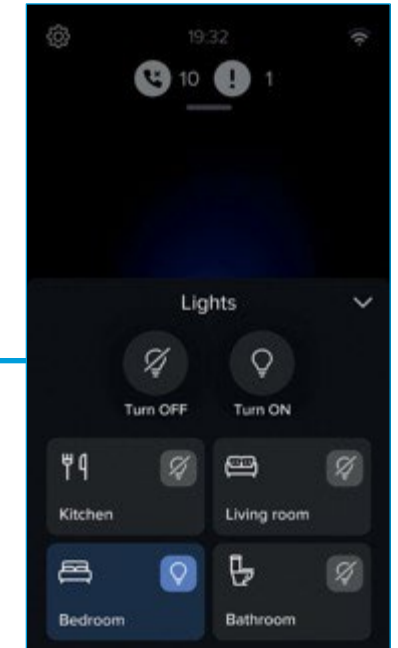 19:32
10 1
Lights
Turn OFF Turn ON
Kitchen Living room
Bedroom Bathroom